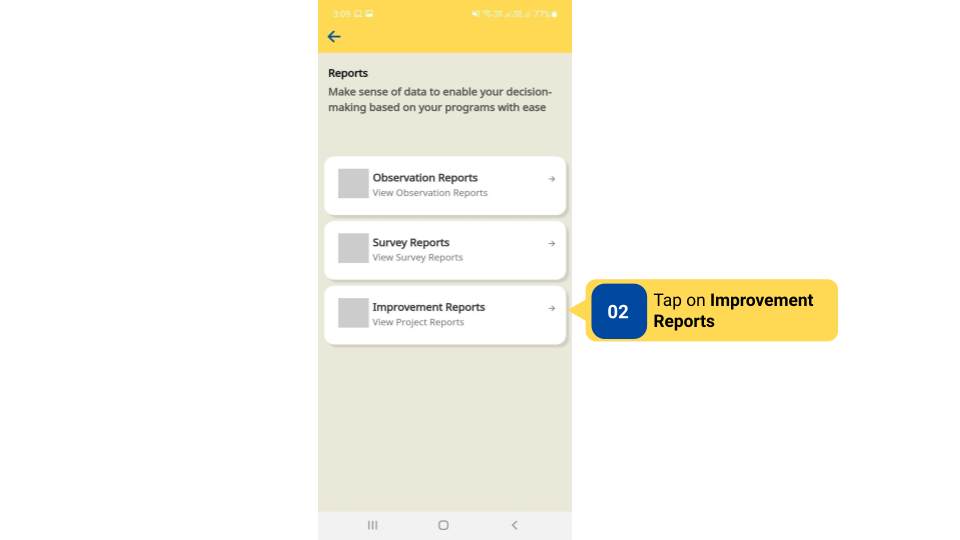 3:09
77%
Reports
Make sense of data to enable your decision-
making based on your programs with ease
Observation Reports
View Observation Reports
Survey Reports
View Survey Reports
Improvement Reports
View Project Reports
02
Tap on Improvement
Reports